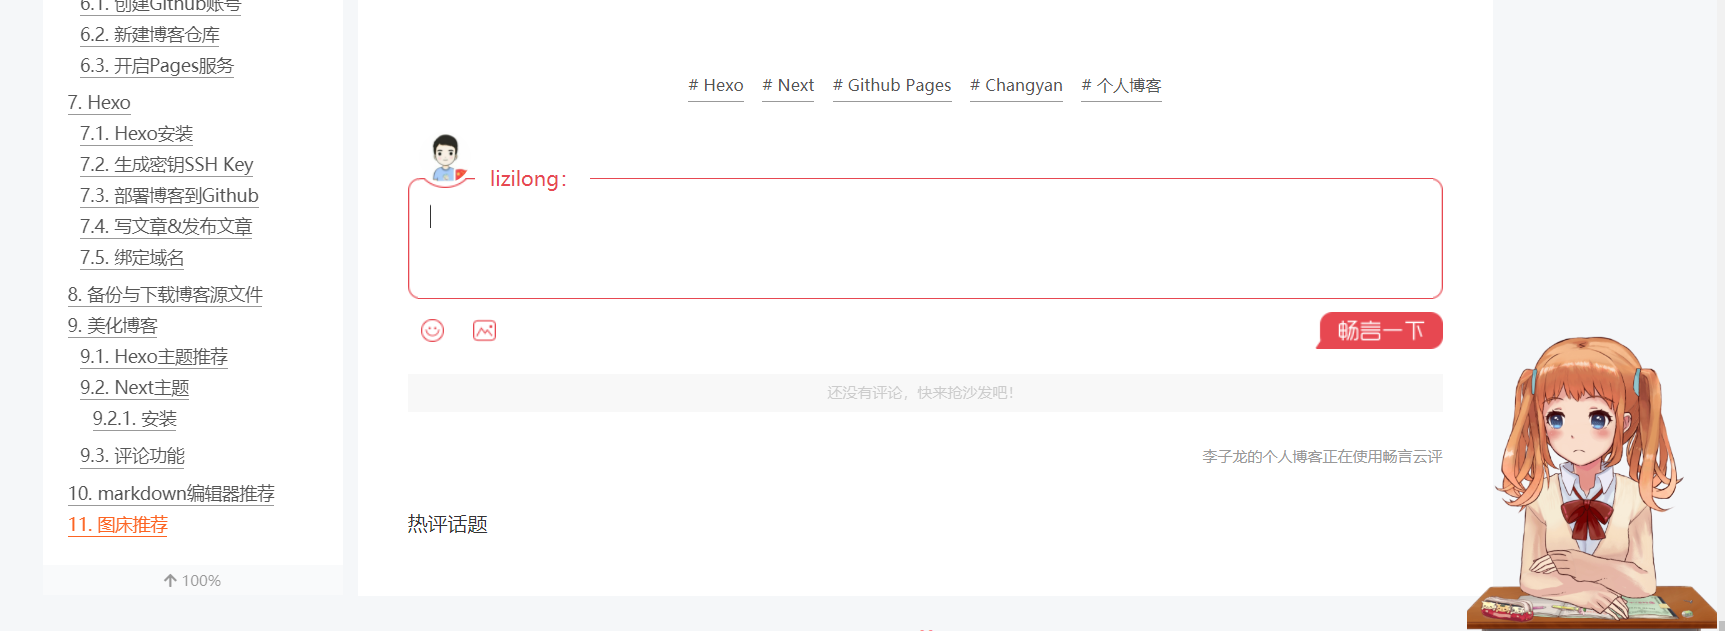 6.1. 创建Github账号
6.2. 新建博客仓库
6.3. 开启Pages服务
7. Hexo
7.1. Hexo安装
7.2. 生成密钥SSH Key
7.3. 部署博客到Github
7.4. 写文章&发布文章
7.5. 绑定域名
8. 备份与下载博客源文件
9. 美化博客
9.1. Hexo主题推荐
9.2. Next主题
9.2.1. 安装
9.3. 评论功能
10. markdown编辑器推荐
11. 图床推荐
100%
# Hexo # Next # Github Pages # Changyan # 个人博客
lizilong：
畅言一下
还没有评论，快来抢沙发吧！
李子龙的个人博客正在使用畅言云评
热评话题